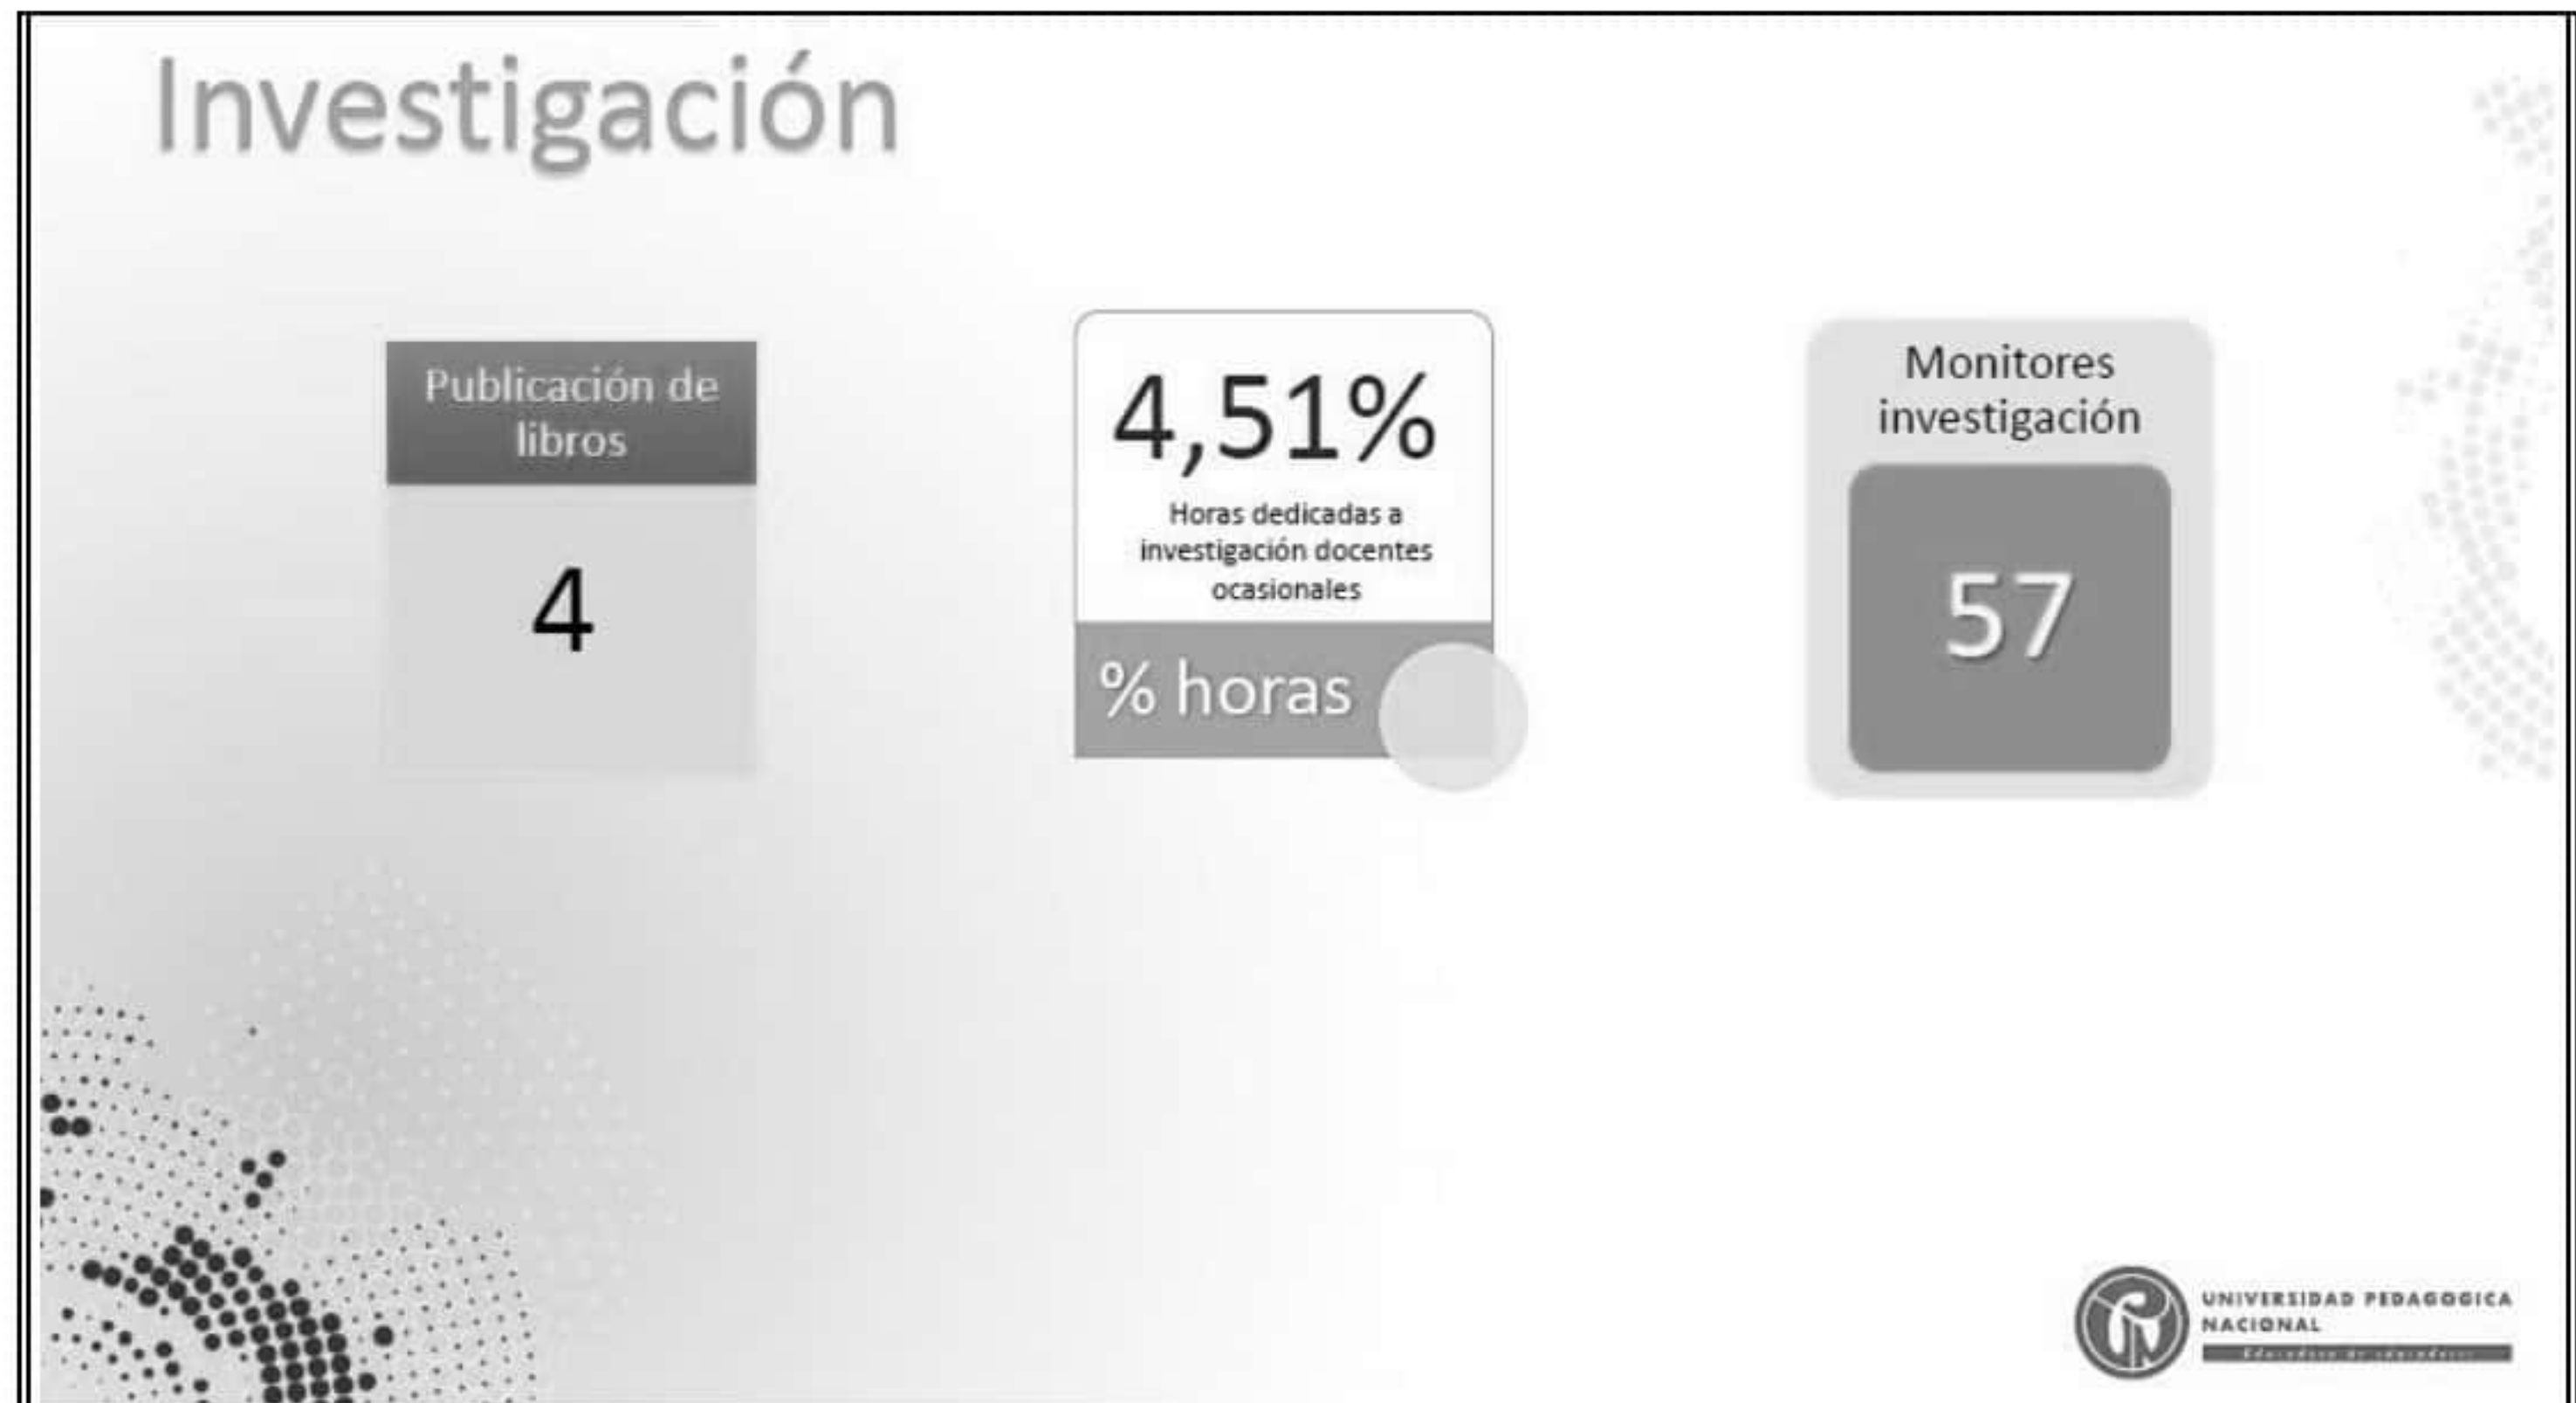 Investigación
Publicación de
libros
4
4,51%
Horas dedicadas a
investigación docentes
ocasionales
% horas
Monitores
investigación
57
UNIVERSIDAD PEDAGOGICA
NACIONAL